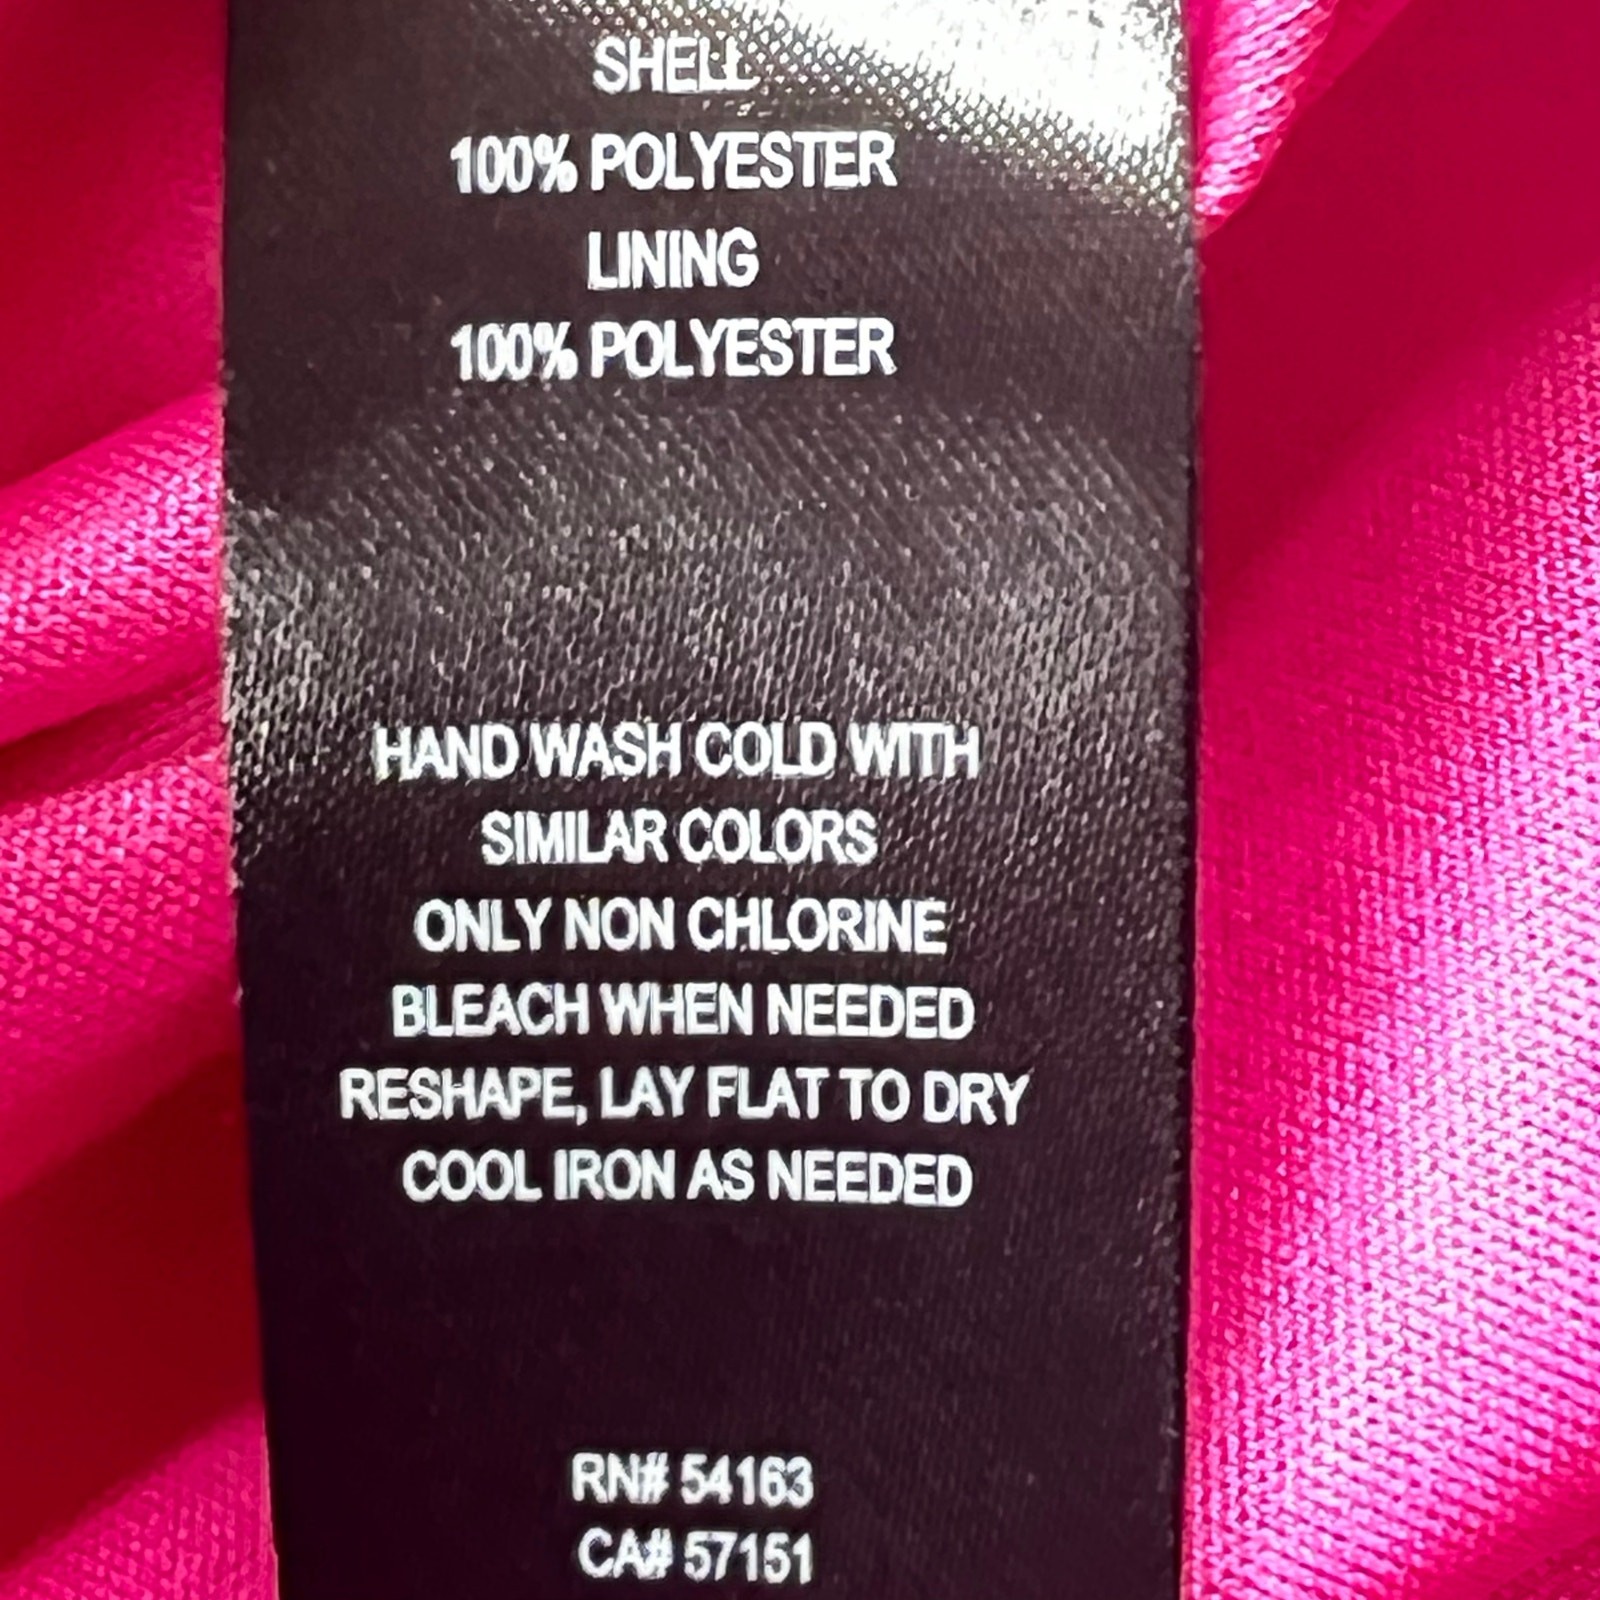 SHELL
100% POLYESTER
LINING
100% POLYESTER
HAND WASH COLD WITH
SIMILAR COLORS
ONLY NON CHLORINE
BLEACH WHEN NEEDED
RESHAPE, LAY FLAT TO DRY
COOL IRON AS NEEDED
RN# 54163
CA# 57151